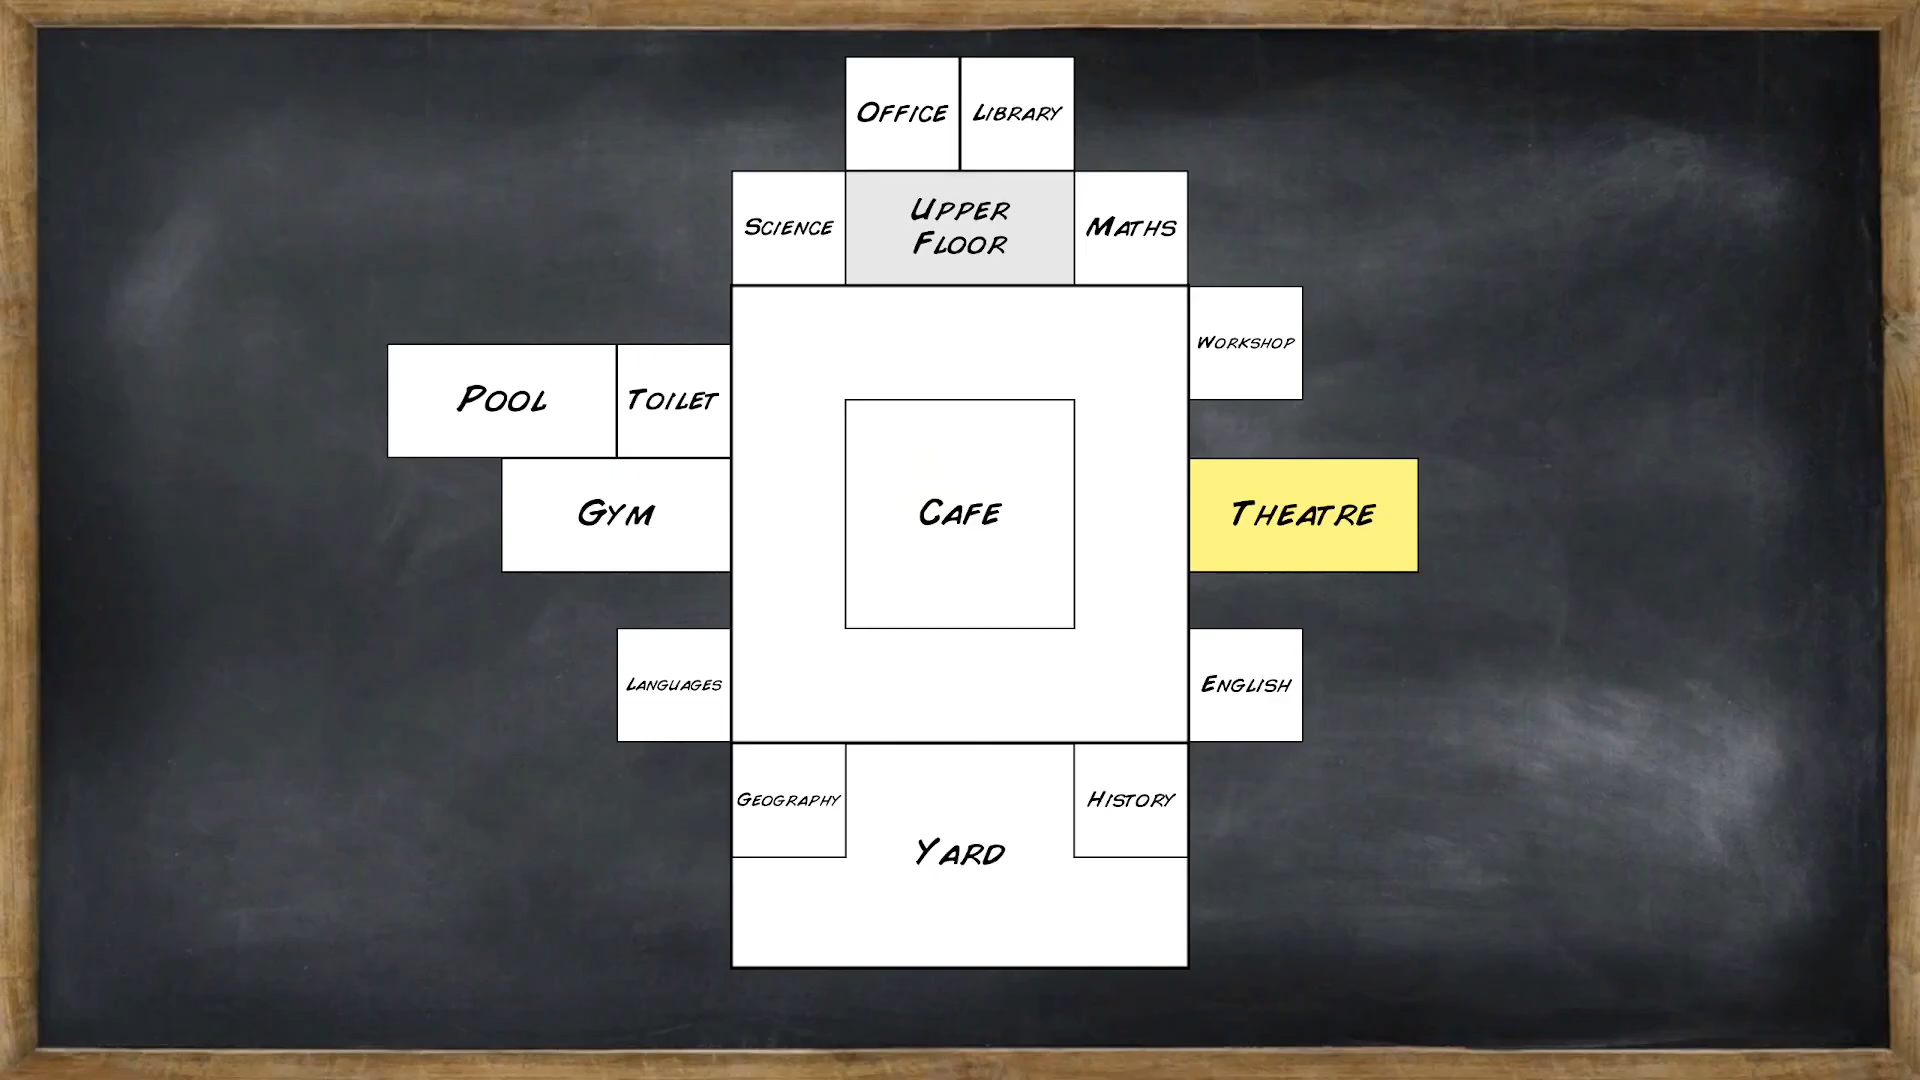 Office
Library
Science
Upper
Floor
Maths
Workshop
Pool
Toilet
Gym
Cafe
Theatre
Languages
English
Geography
History
Yard